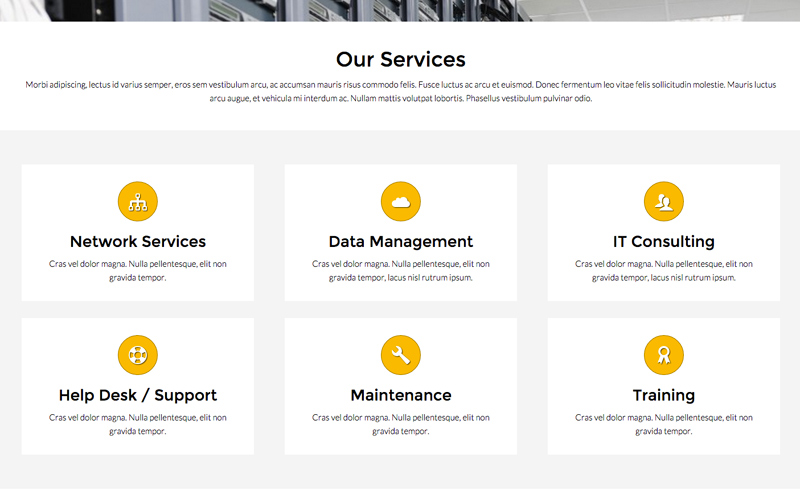 Our Services
Morbi adipiscing, lectus id varius semper, eros sem vestibulum arcu, ac accumsan mauris risus commodo felis. Fusce luctus ac arcu et euismod. Donec fermentum leo vitae felis sollicitudin molestie. Mauris luctus
arcu augue, et vehicula mi interdum ac. Nullam mattis volutpat lobortis. Phasellus vestibulum pulvinar odio.
Network Services
Cras vel dolor magna. Nulla pellentesque, elit non
gravida tempor.
Data Management
Cras vel dolor magna. Nulla pellentesque, elit non
gravida tempor, lacus nisl rutrum ipsum.
IT Consulting
Cras vel dolor magna. Nulla pellentesque, elit non
gravida tempor, lacus nisl rutrum ipsum.
Help Desk / Support
Cras vel dolor magna. Nulla pellentesque, elit non
gravida tempor.
Maintenance
Cras vel dolor magna. Nulla pellentesque, elit non
gravida tempor.
Training
Cras vel dolor magna. Nulla pellentesque, elit non
gravida tempor.